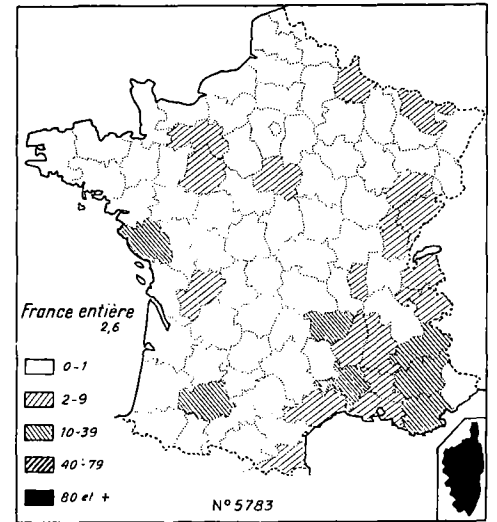 France entière
2,6
0-1
2-9
10-39
40-79
80 et +
N° 5783